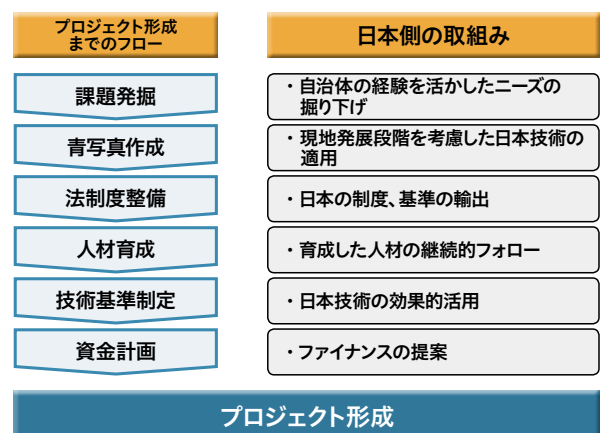 プロジェクト形成
までのフロー
日本側の取組み
課題発掘
・自治体の経験を活かしたニーズの
掘り下げ
青写真作成
・現地発展段階を考慮した日本技術の
適用
法制度整備
・日本の制度、基準の輸出
人材育成
・育成した人材の継続的フォロー
技術基準制定
・日本技術の効果的活用
資金計画
・ファイナンスの提案
プロジェクト形成